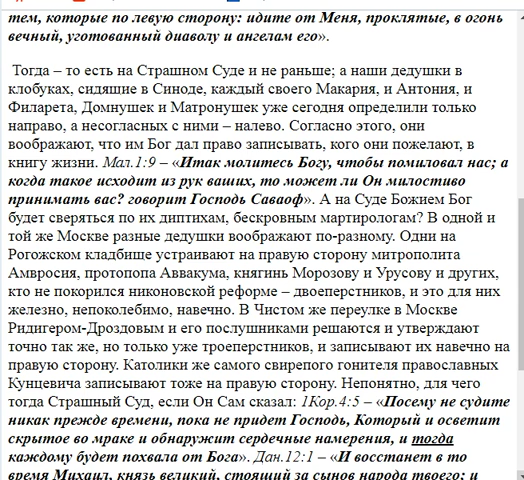 тем, которые по левую сторону: идите от Меня, проклятые, в огонь
вечный, уготованный диаволу и ангелам его».
Тогда – то есть на Страшном Суде и не раньше; а наши дедушки в
клобуках, сидящие в Синоде, каждый своего Макария, и Антония, и
Филарета, Домнушек и Матронушек уже сегодня определили только
направо, а несогласных с ними – налево. Согласно этого, они
воображают, что им Бог дал право записывать, кого они пожелают, в
книгу жизни. Мал.1:9 – «Итак молитесь Богу, чтобы помиловал нас; а
когда такое исходит из рук ваших, то может ли Он милостиво
принимать вас? говорит Господь Саваоф». А на Суде Божием Бог
будет сверяться по их диптихам, бескровным мартирологам? В одной и
той же Москве разные дедушки воображают по-разному. Одни на
Рогожском кладбище устраивают на правую сторону митрополита
Амвросия, протопопа Аввакума, княгинь Морозову и Урусову и других,
кто не покорился никоновской реформе – двоеперстников, и это для них
железно, непоколебимо, навечно. В Чистом же переулке в Москве
Ридигером-Дроздовым и его послушниками решаются и утверждают
точно так же, но только уже троеперстников, и записывают их навечно на
правую сторону. Католики же самого свирепого гонителя православных
Кунцевича записывают тоже на правую сторону. Непонятно, для чего
тогда Страшный Суд, если Он Сам сказал: 1Кор.4:5 – «Посему не судите
никак прежде времени, пока не придет Господь, Который и осветит
скрытое во мраке и обнаружит сердечные намерения, и тогда
каждому будет похвала от Бога». Дан.12:1 – «И восстанет в то
время Михаил, князь великий, стоящий за сынов народа твоего; и